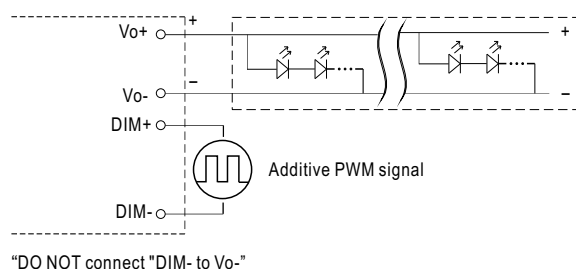 Vo+
+
+
Vo-
–
–
DIM+
Additive PWM signal
DIM-
“DO NOT connect "DIM- to Vo-”